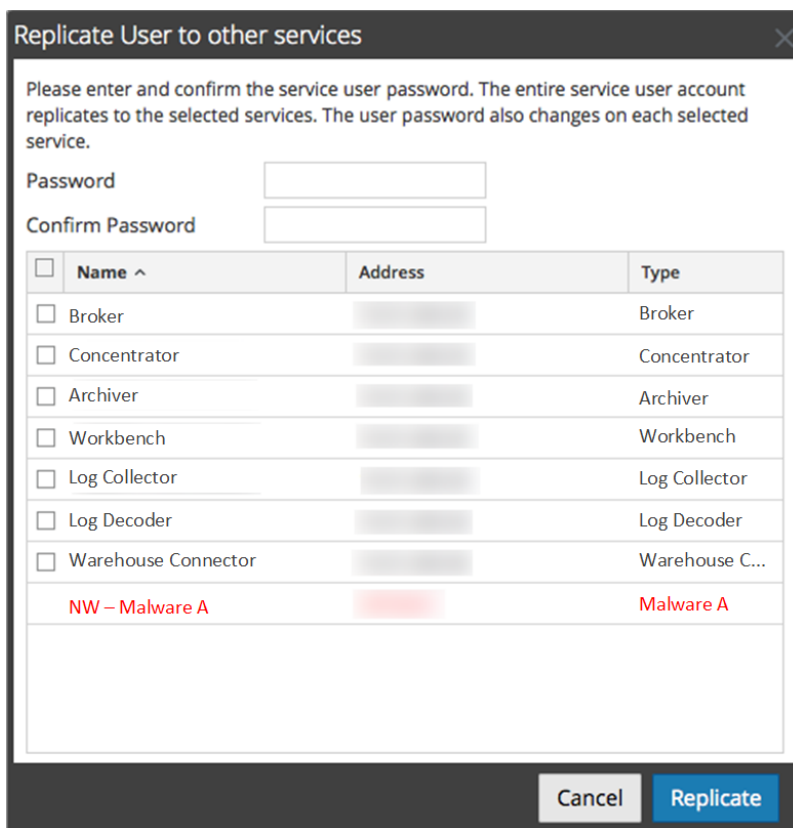 Replicate User to other services
Please enter and confirm the service user password. The entire service user account
replicates to the selected services. The user password also changes on each selected
service.
Password
Confirm Password
Name Address Type
Broker Broker
Concentrator Concentrator
Archiver Archiver
Workbench Workbench
Log Collector Log Collector
Log Decoder Log Decoder
Warehouse Connector Warehouse C...
NW – Malware A Malware A
Cancel Replicate